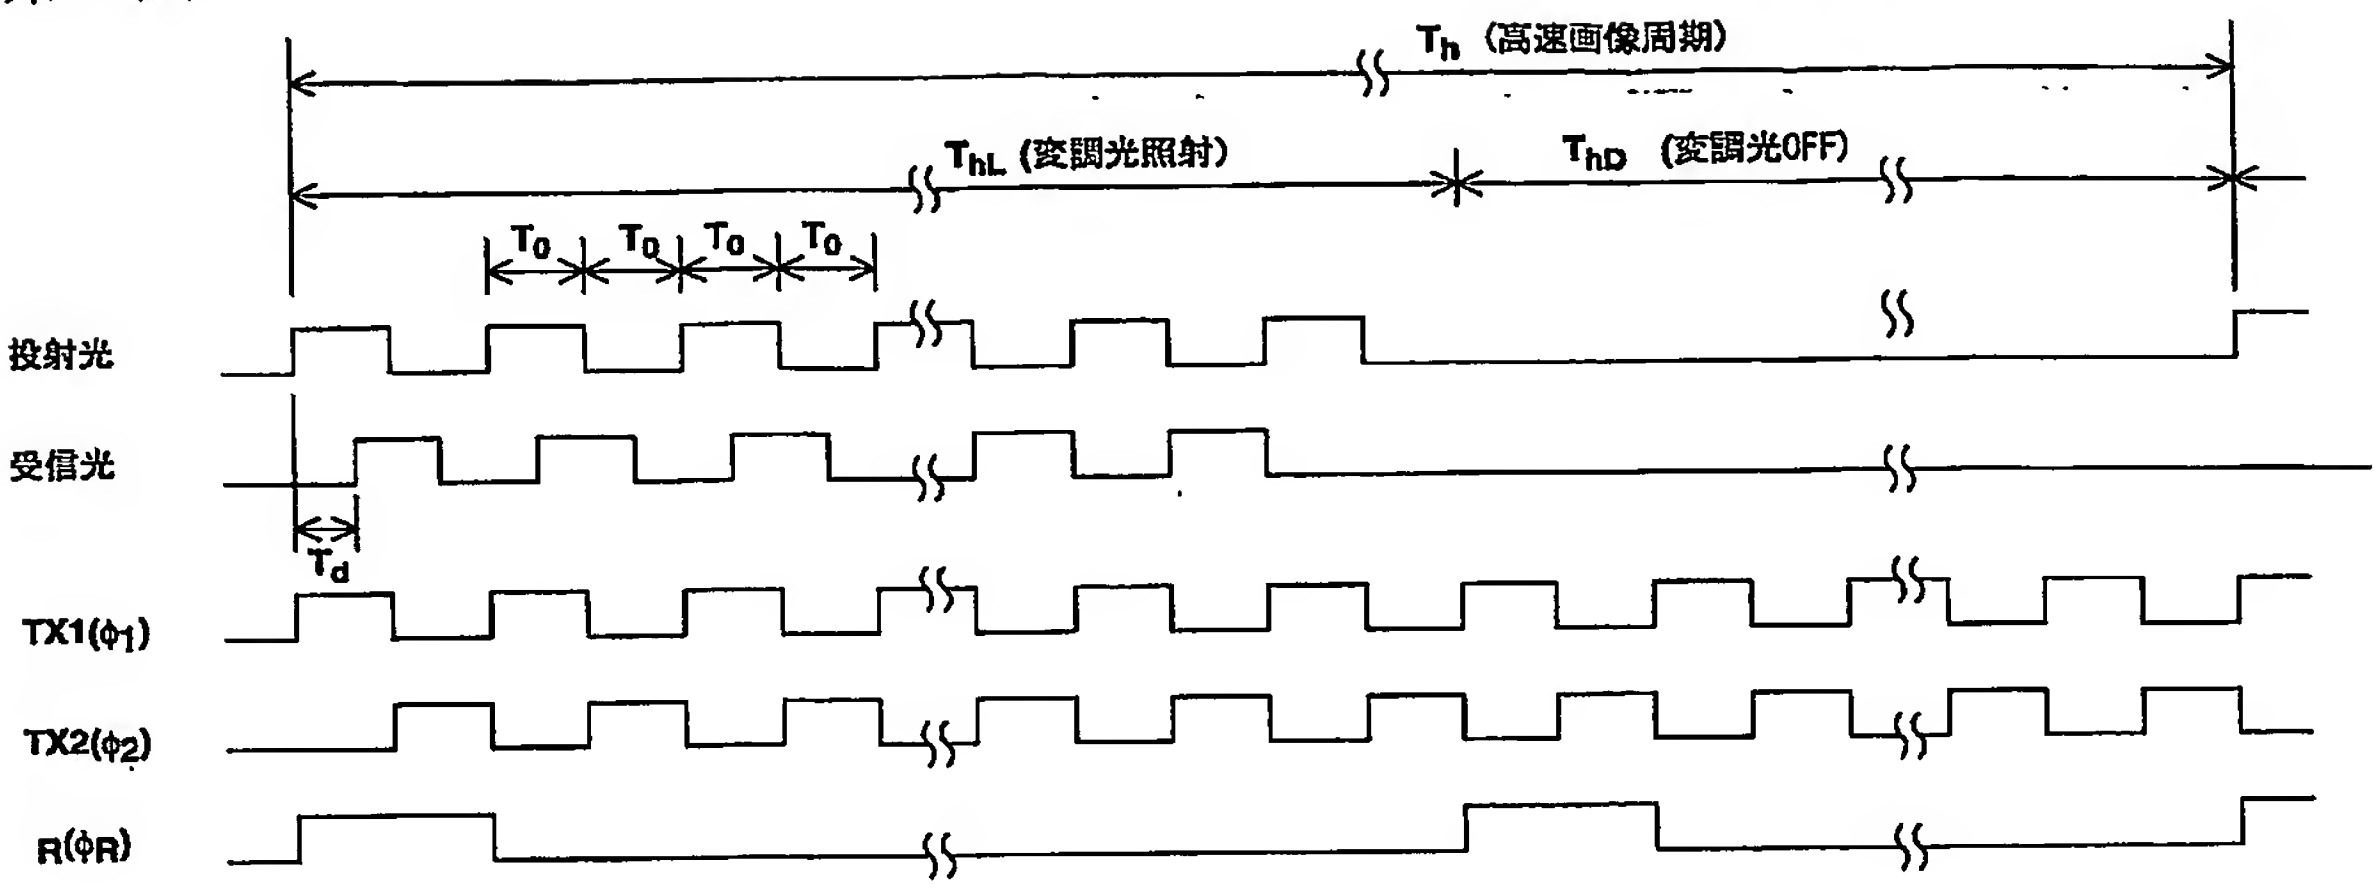 Th (高速画像周期)
ThL (変調光照射) ThD (変調光OFF)
T0 T0 T0 T0
投射光
受信光
Td
TX1(ϕ1)
TX2(ϕ2)
R(ϕR)